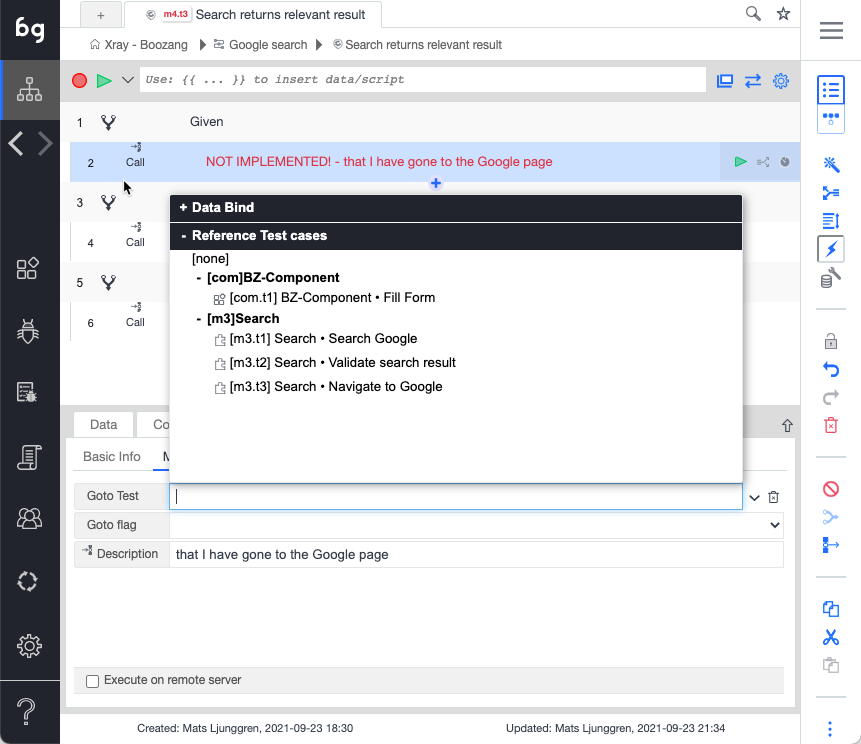 bg
+
m4.t3 Search returns relevant result
Xray - Boozang Google search Search returns relevant result
Use: {{ ... }} to insert data/script
1 Given
2 Call NOT IMPLEMENTED! - that I have gone to the Google page
+
3
4 Call
5
6 Call
+ Data Bind
- Reference Test cases
[none]
- [com]BZ-Component
[com.t1] BZ-Component • Fill Form
- [m3]Search
[m3.t1] Search • Search Google
[m3.t2] Search • Validate search result
[m3.t3] Search • Navigate to Google
Data Co
Basic Info M
Goto Test
Goto flag
Description that I have gone to the Google page
Execute on remote server
Created: Mats Ljunggren, 2021-09-23 18:30 Updated: Mats Ljunggren, 2021-09-23 21:34